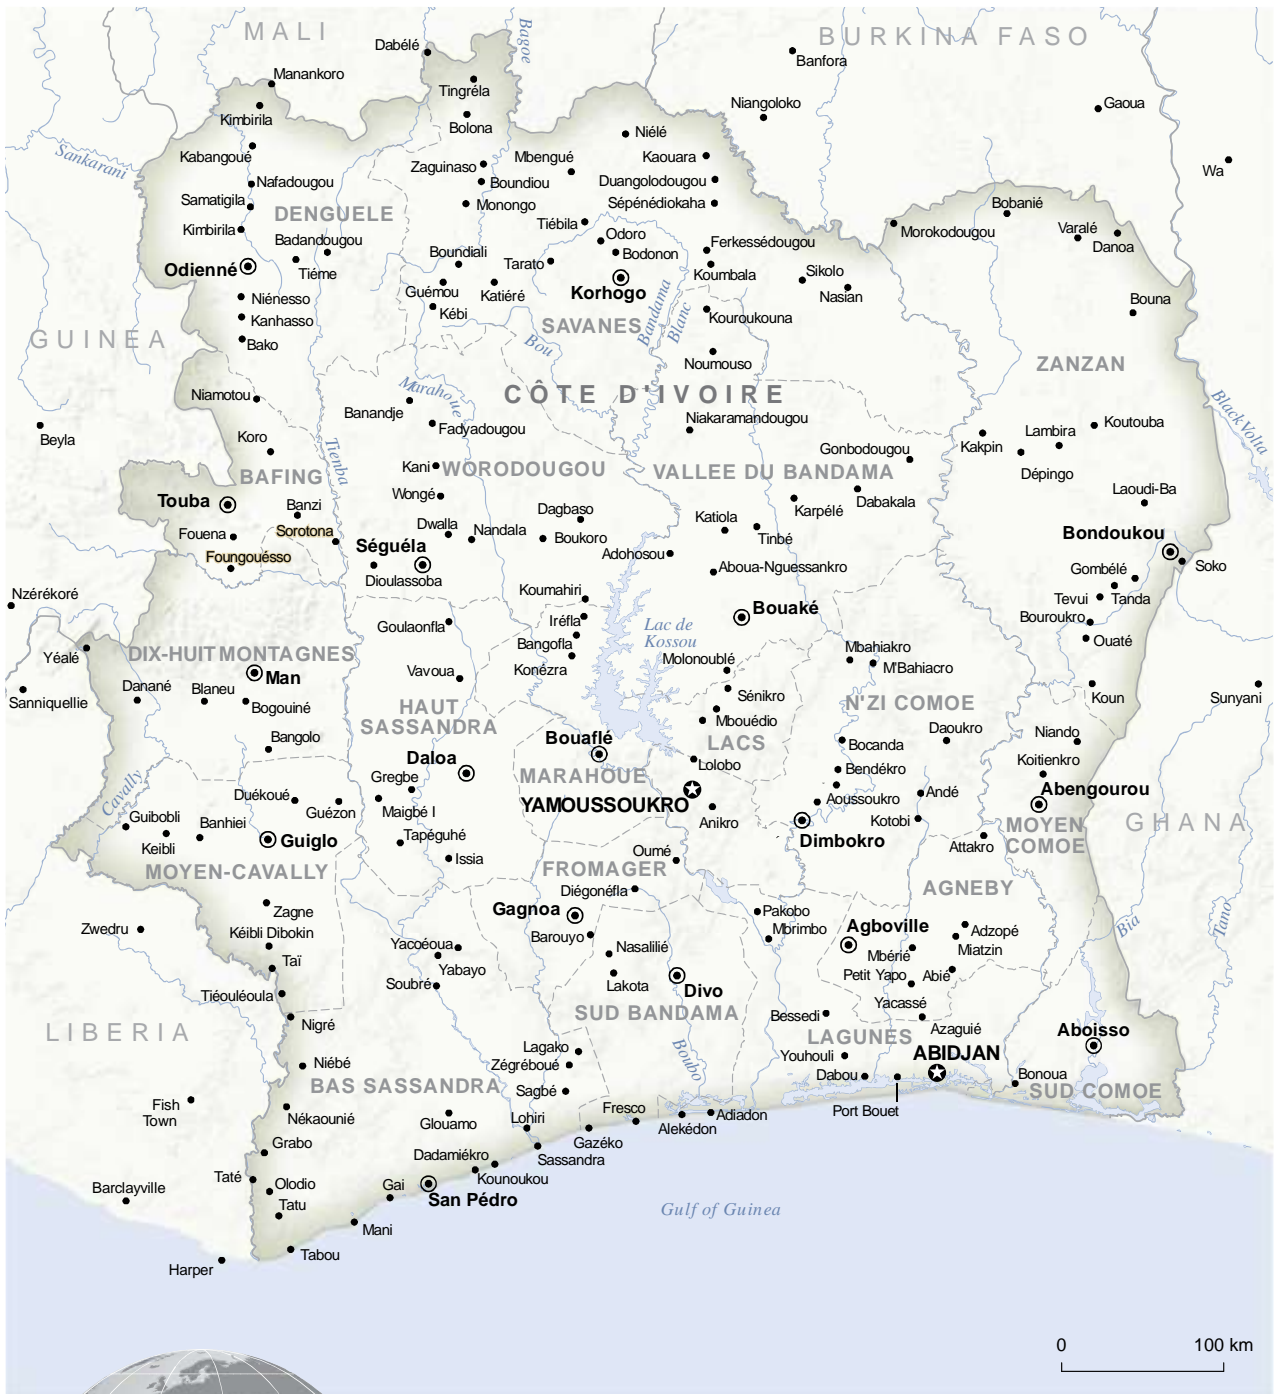 MALI
BURKINA FASO
Bagoe
Dabélé
Banfora
Manankoro
Tingréla
Niangoloko
Gaoua
Kimbirila
Bolona
Niélé
Sankarani
Kabangoué
Zaguinaso
Mbengué
Kaouara
Wa
Nafadougou
Boundiou
Duangolodougou
Samatigila
DENGUELE
Monongo
Sépénédiokaha
Bobanié
Kimbirila
Badandougou
Tiébila
Odoro
Morokodougou
Varalé
Danoa
Boundiali
Tarato
Bodonon
Ferkessédougou
Odienné
Tiéme
Koumbala
Sikolo
Guémou
Katiéré
Korhogo
Nasian
Niénesso
Kébi
SAVANES
Bandama
Blanc
Kouroukouna
Bouna
Kanhasso
GUINEA
Bako
Bou
Noumouso
ZANZAN
Niamotou
Marahoue
CÔTE D'IVOIRE
Black Volta
Banandje
Beyla
Koro
Fadyadougou
Niakaramandougou
Koutouba
Tienba
Gonbodougou
Kakpin
Lambira
BAFING
Kani
WORODOUGOU
VALLEE DU BANDAMA
Dépingo
Touba
Banzi
Wongé
Karpélé
Dabakala
Laoudi-Ba
Dagbaso
Fouena
Sorotona
Dwalla
Nandala
Katiola
Bondoukou
Foungouésso
Séguéla
Boukoro
Adohosou
Tinbé
Dioulassoba
Aboua-Nguessankro
Gombélé
Soko
Nzérékoré
Koumahiri
Tevui
Tanda
Goulaonfla
Iréfla
Bouaké
Bouroukro
Yéalé
Lac de
Kossou
Bangofla
Mbahiakro
Ouaté
DIX-HUIT MONTAGNES
Konézra
Molonoublé
M'Bahiacro
Man
Vavoua
Sanniquellie
Danané
Blaneu
Bogouiné
Sénikro
Koun
Sunyani
HAUT
SASSANDRA
Mbouédio
N'ZI COMOE
Bangolo
Bouaflé
LACS
Bocanda
Daoukro
Niando
Daloa
MARAHOUE
Lolobo
Bendékro
Koitienkro
Cavally
Gregbe
Duékoué
Guézon
Maigbé I
YAMOUSSOUKRO
Anikro
Aoussoukro
Andé
Abengourou
Guibobli
Banhiei
Guiglo
Tapéguhé
Dimbokro
Kotobi
MOYEN
COMOE
GHANA
Keibli
Issia
Oumé
Attakro
MOYEN-CAVALLY
FROMAGER
AGNEBY
Diégonéfla
Zagne
Gagnoa
Pakobo
Agboville
Bia
Tano
Zwedru
Kéibli Dibokin
Yacoéoua
Barouyo
Nasalilié
Mbrimbo
Adzopé
Taï
Yabayo
Mbérié
Miatzin
Soubré
Lakota
Divo
Petit Yapo
Abié
Tiéouléoula
SUD BANDAMA
Yacassé
LIBERIA
Nigré
Bessedi
Azaguié
LAGUNES
Aboisso
Lagako
Boubo
Youhouli
ABIDJAN
Niébé
Zégréboué
BAS SASSANDRA
Dabou
Bonoua
Fish
Town
Sagbé
SUD COMOE
Nékaounié
Glouamo
Lohiri
Fresco
Adiadon
Port Bouet
Grabo
Gazéko
Alekédon
Dadamiékro
Sassandra
Taté
Kounoukou
Barclayville
Olodio
Gai
San Pédro
Tatu
Gulf of Guinea
Mani
Tabou
Harper
0 100 km